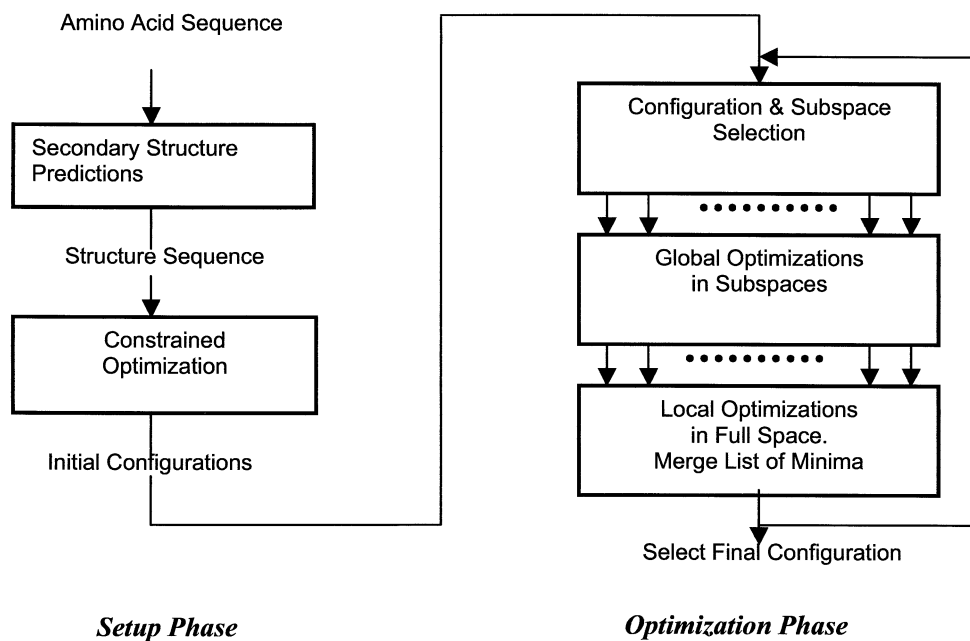 Amino Acid Sequence
Secondary Structure
Predictions
Structure Sequence
Constrained
Optimization
Initial Configurations
Setup Phase
Configuration & Subspace
Selection
Global Optimizations
in Subspaces
Local Optimizations
in Full Space.
Merge List of Minima
Select Final Configuration
Optimization Phase